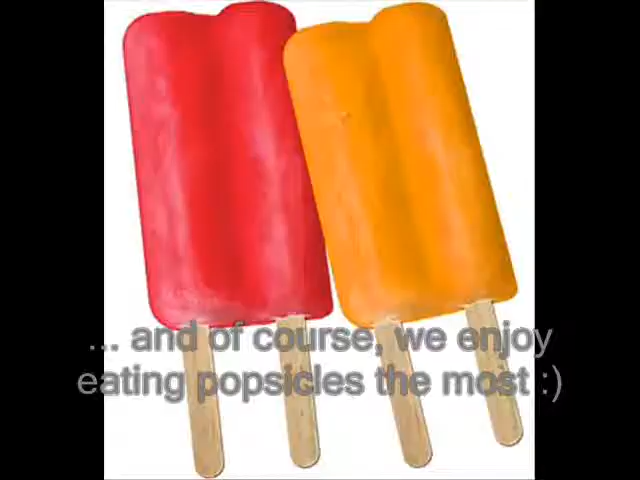 ... and of course, we enjoy
eating popsicles the most :)